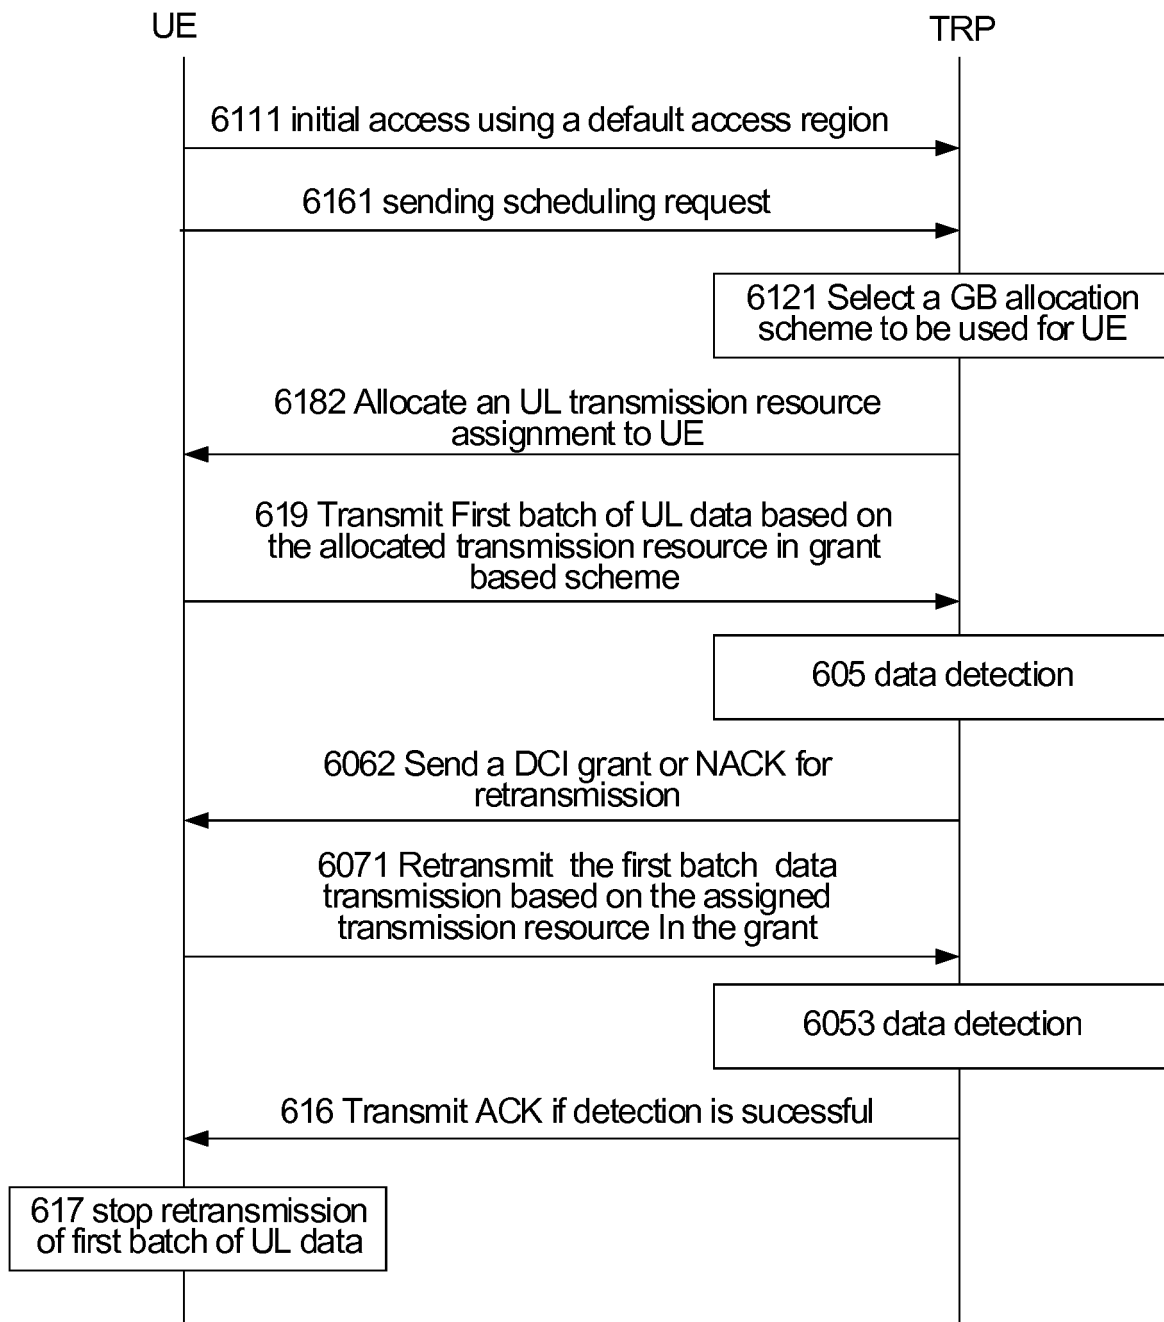 UE
TRP
6111 initial access using a default access region
6161 sending scheduling request
6121 Select a GB allocation
scheme to be used for UE
6182 Allocate an UL transmission resource
assignment to UE
619 Transmit First batch of UL data based on
the allocated transmission resource in grant
based scheme
605 data detection
6062 Send a DCI grant or NACK for
retransmission
6071 Retransmit the first batch data
transmission based on the assigned
transmission resource In the grant
6053 data detection
616 Transmit ACK if detection is sucessful
617 stop retransmission
of first batch of UL data